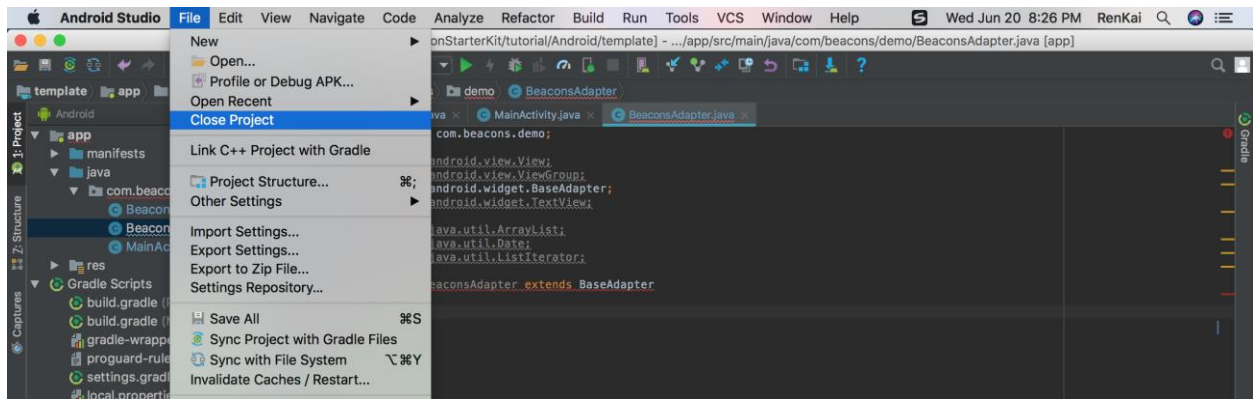 Android Studio File Edit View Navigate Code Analyze Refactor Build Run Tools VCS Window Help Wed Jun 20 8:26 PM RenKai
onStarterKit/tutorial/Android/template] - .../app/src/main/java/com/beacons/demo/BeaconsAdapter.java [app]
New
Open...
Profile or Debug APK...
Open Recent
Close Project
Link C++ Project with Gradle
Project Structure... ⌘;
Other Settings
Import Settings...
Export Settings...
Export to Zip File...
Settings Repository...
Save All ⌘S
Sync Project with Gradle Files
Sync with File System ⌥⌘Y
Invalidate Caches / Restart...
template app
demo BeaconsAdapter
Android
1: Project
Z: Structure
Captures
app
manifests
java
com.beaco
Beacon
Beacon
MainAc
res
Gradle Scripts
build.gradle
build.gradle
gradle-wrappe
proguard-rule
settings.gradl
local.properti
ava MainActivity.java BeaconsAdapter.java
com.beacons.demo;
android.view.View;
android.view.ViewGroup;
android.widget.BaseAdapter;
android.widget.TextView;
java.util.ArrayList;
java.util.Date;
java.util.ListIterator;
eaconsAdapter extends BaseAdapter
Gradle